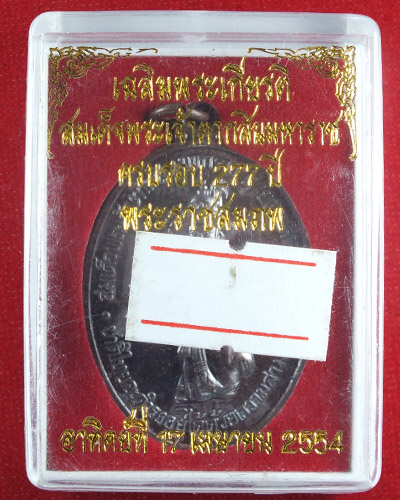 เฉลิมพระเกียรติ
สมเด็จพระเจ้าตากสินมหาราช
ครบรอบ 277 ปี
พระราชสมภพ
อาทิตย์ที่ 17 เมษายน 2554